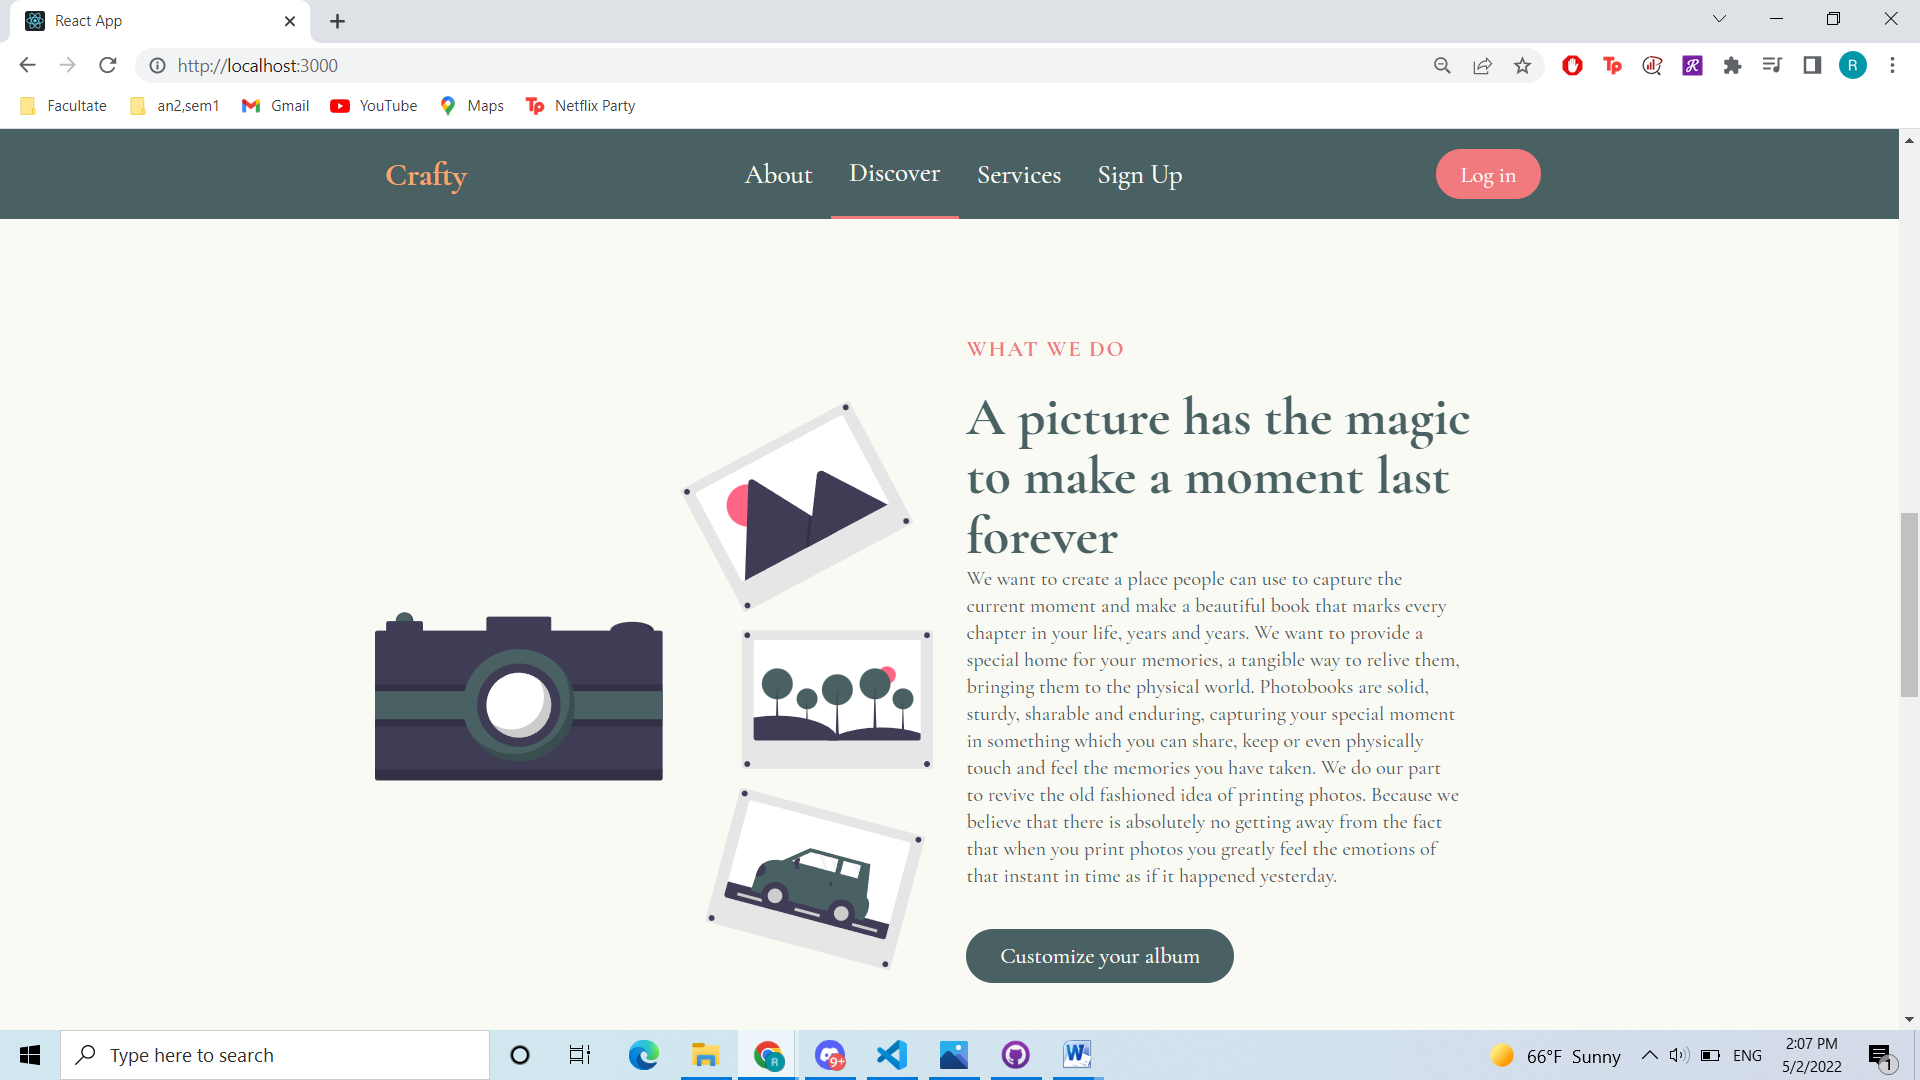 React App
http://localhost:3000
R
Facultate
an2,sem1
Gmail
YouTube
Maps
Tp Netflix Party
Crafty
About
Discover
Services
Sign Up
Log in
WHAT WE DO
A picture has the magic
to make a moment last
forever
We want to create a place people can use to capture the
current moment and make a beautiful book that marks every
chapter in your life, years and years. We want to provide a
special home for your memories, a tangible way to relive them,
bringing them to the physical world. Photobooks are solid,
sturdy, sharable and enduring, capturing your special moment
in something which you can share, keep or even physically
touch and feel the memories you have taken. We do our part
to revive the old fashioned idea of printing photos. Because we
believe that there is absolutely no getting away from the fact
that when you print photos you greatly feel the emotions of
that instant in time as if it happened yesterday.
Customize your album
Type here to search
R
9+
W
66°F Sunny
ENG
2:07 PM
5/2/2022
1